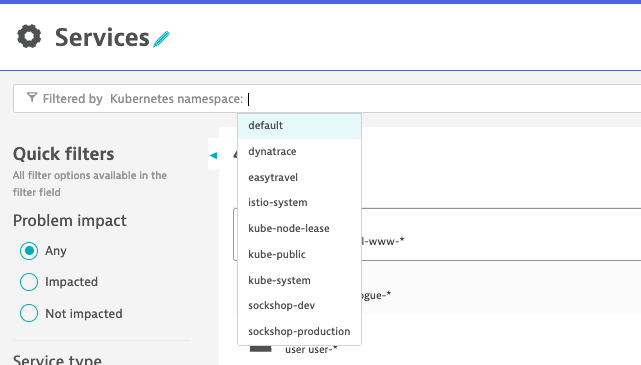 Services
Filtered by Kubernetes namespace:
default
dynatrace
easytravel
istio-system
kube-node-lease
kube-public
kube-system
sockshop-dev
sockshop-production
Quick filters
All filter options available in the
filter field
Problem impact
Any
Impacted
Not impacted
Service type
l-www-*
ogue-*
user user-*